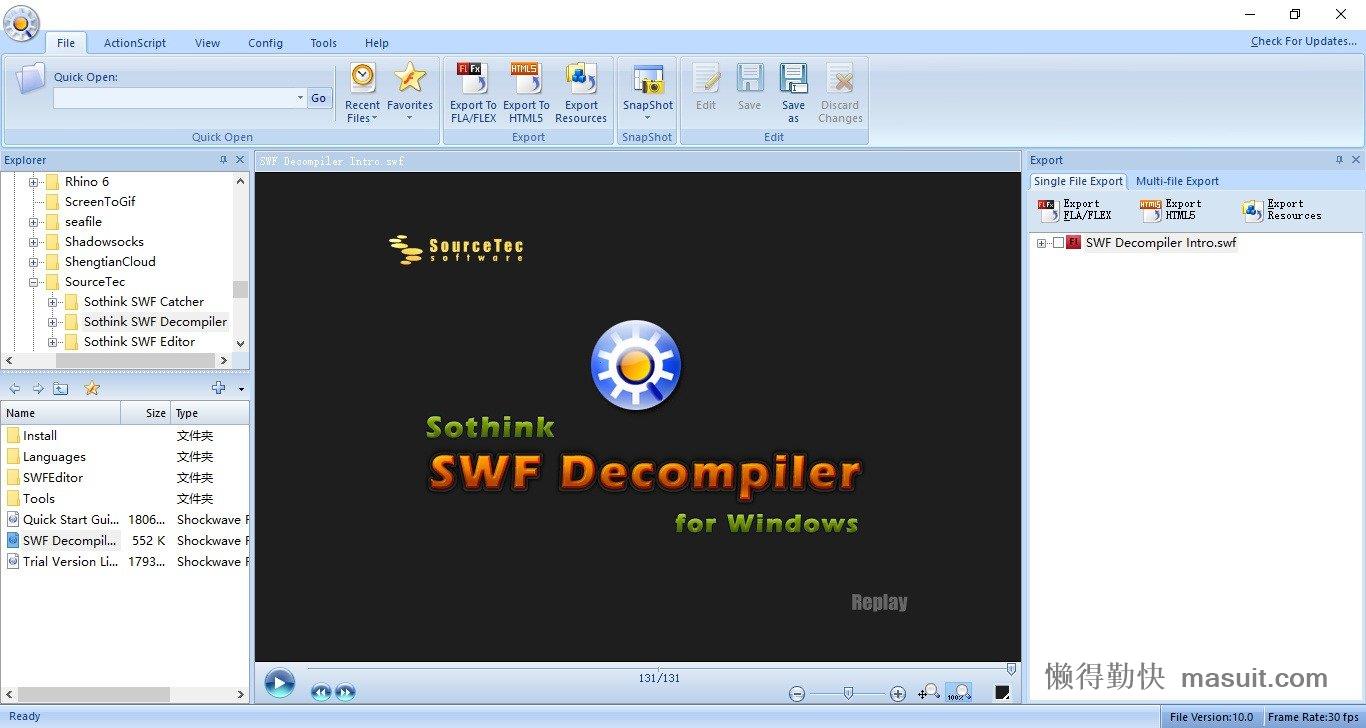 File ActionScript View Config Tools Help
Check For Updates...
Quick Open:
Go
Recent Files
Favorites
Export To FLA/FLEX
Export To HTML5
Export Resources
SnapShot
Edit
Save
Save as
Discard Changes
Quick Open
Export
SnapShot
Edit
Explorer
Rhino 6
ScreenToGif
seafile
Shadowsocks
ShengtianCloud
SourceTec
Sothink SWF Catcher
Sothink SWF Decompiler
Sothink SWF Editor
Name Size Type
Install 文件夹
Languages 文件夹
SWFEditor 文件夹
Tools 文件夹
Quick Start Gui... 1806... Shockwave F
SWF Decompil... 552 K Shockwave F
Trial Version Li... 1793... Shockwave F
SWF Decompiler Intro.swf
SourceTec
software
Sothink
SWF Decompiler
for Windows
Replay
131/131
100%
Export
Single File Export Multi-file Export
Export FLA/FLEX
Export HTML5
Export Resources
SWF Decompiler Intro.swf
懒得勤快 masuit.com
Ready
File Version:10.0 Frame Rate:30 fps